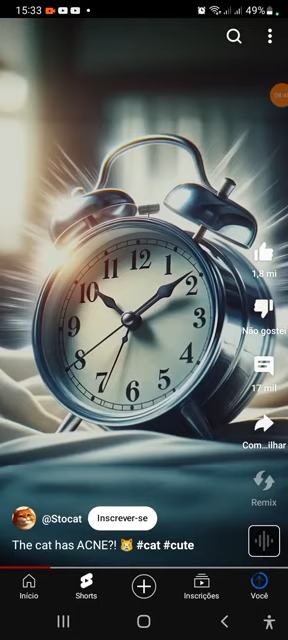 15:33
49%
12
11
1
10
2
9
3
8
4
7
5
6
1,8 mi
Não gostei
17 mil
Com...ilhar
Remix
@Stocat
Inscrever-se
The cat has ACNE?! 😿 #cat #cute
Início
Shorts
Inscrições
Você